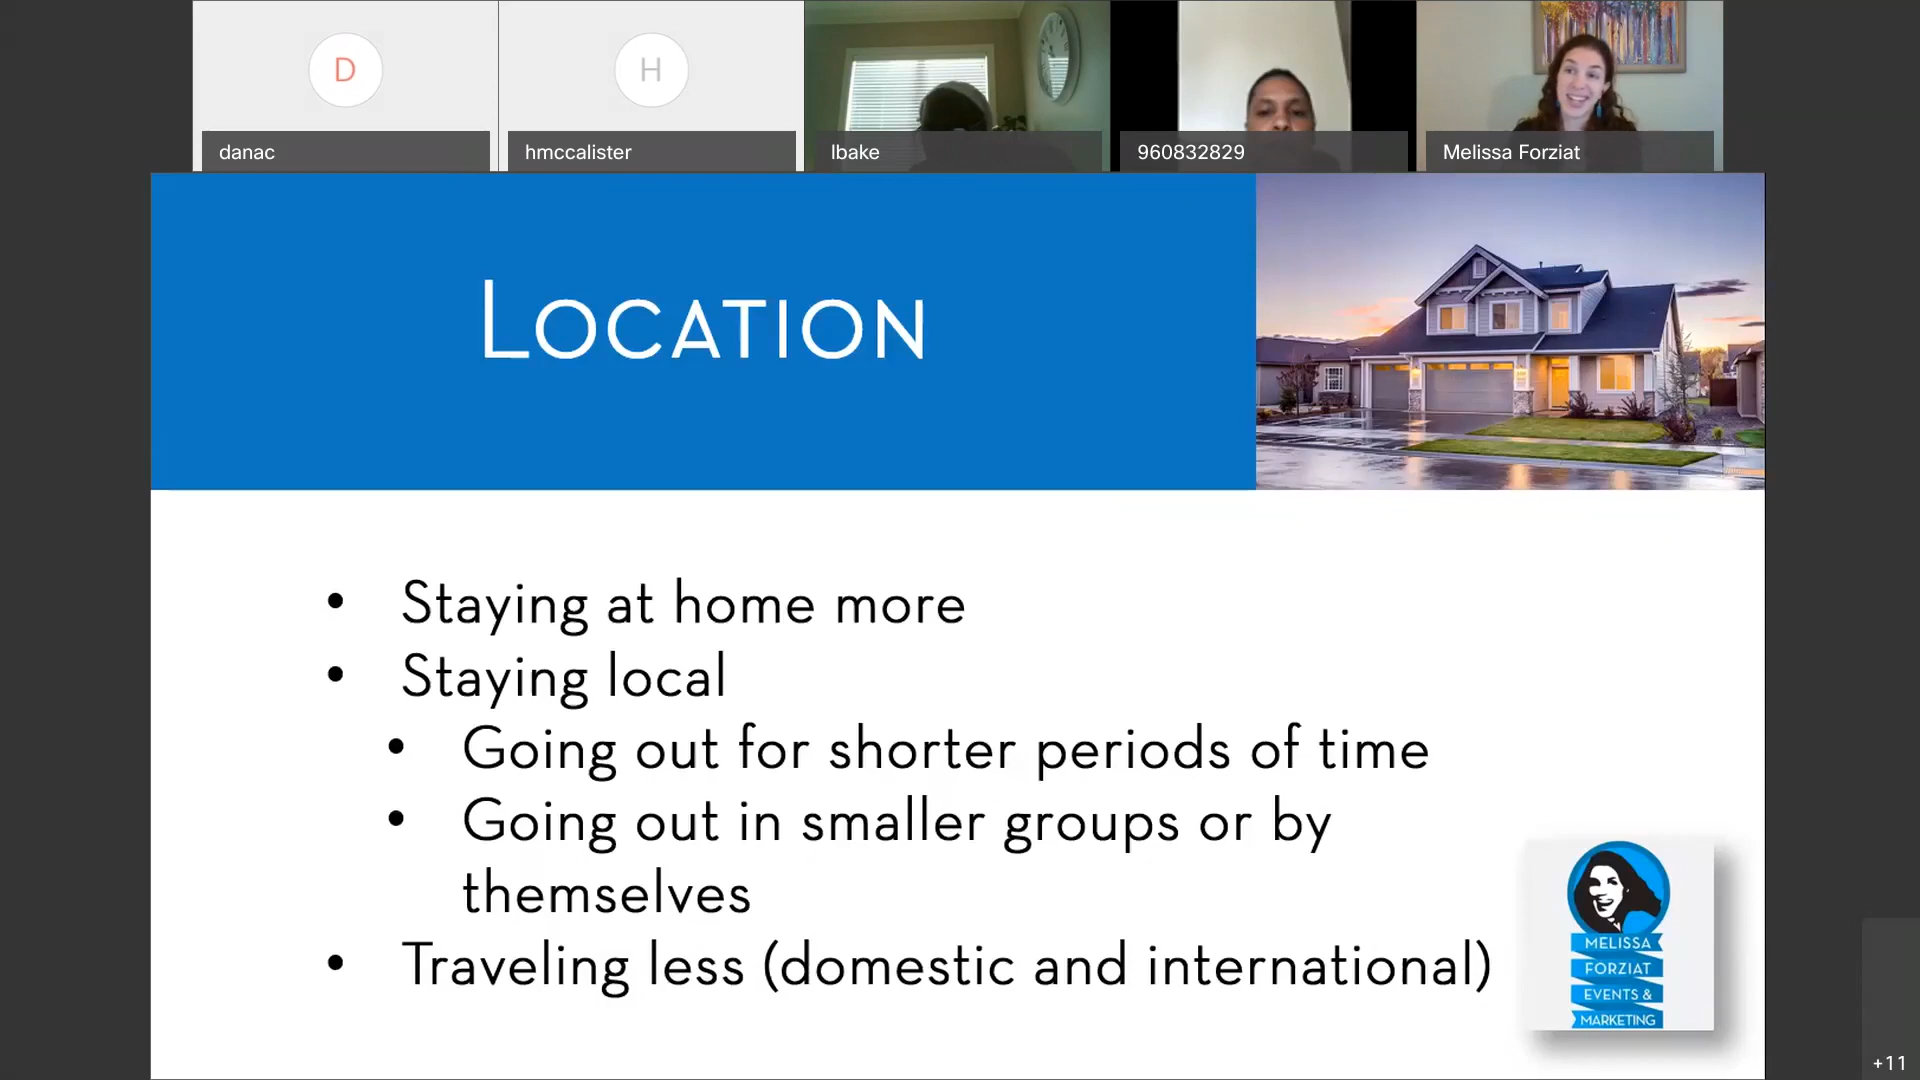 D
H
danac
hmccalister
lbake
960832829
Melissa Forziat
LOCATION
• Staying at home more
• Staying local
• Going out for shorter periods of time
• Going out in smaller groups or by
themselves
• Traveling less (domestic and international)
MELISSA
FORZIAT
EVENTS &
MARKETING
+11